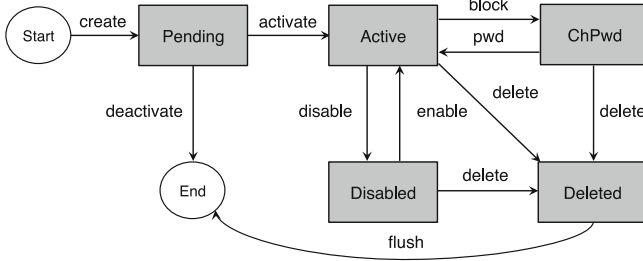 block
create
activate
Start
Pending
Active
pwd
ChPwd
deactivate
disable
enable
delete
delete
End
Disabled
delete
Deleted
flush